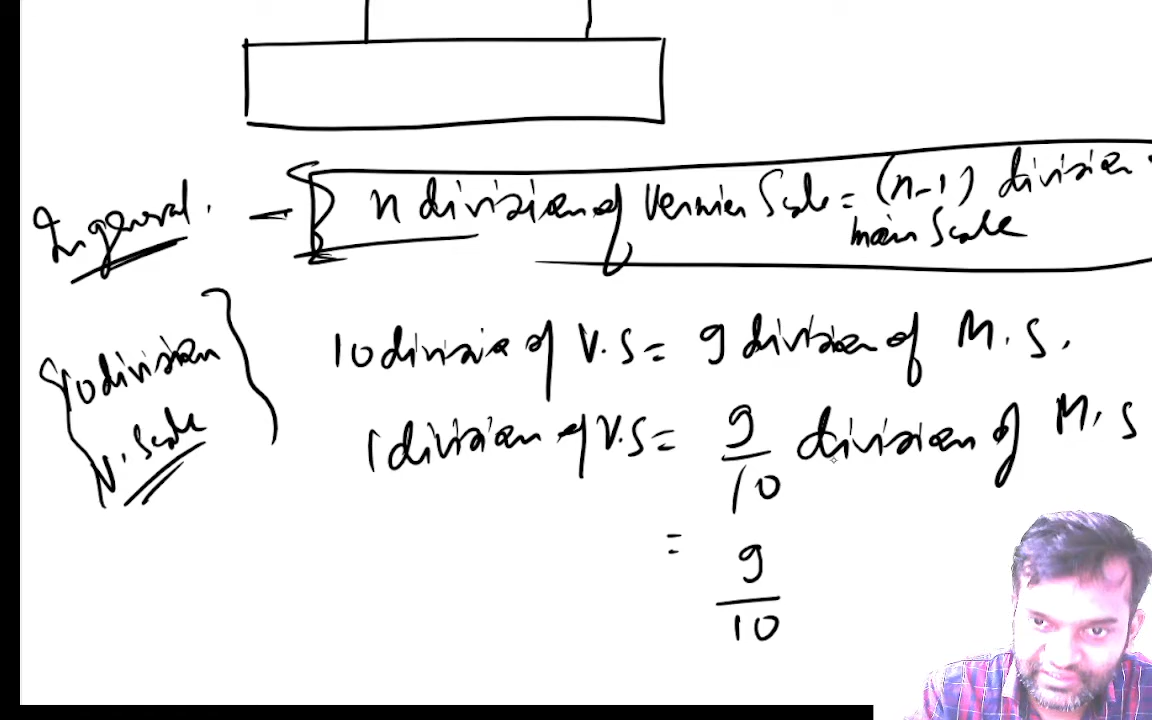 In general. - n division of Vernier Scale = (n-1) division
main Scale
10 division
V. Scale
10 divisio of V.S = 9 division of M.S.
1 division of V.S = 9/10 division of M.S
= 9/10